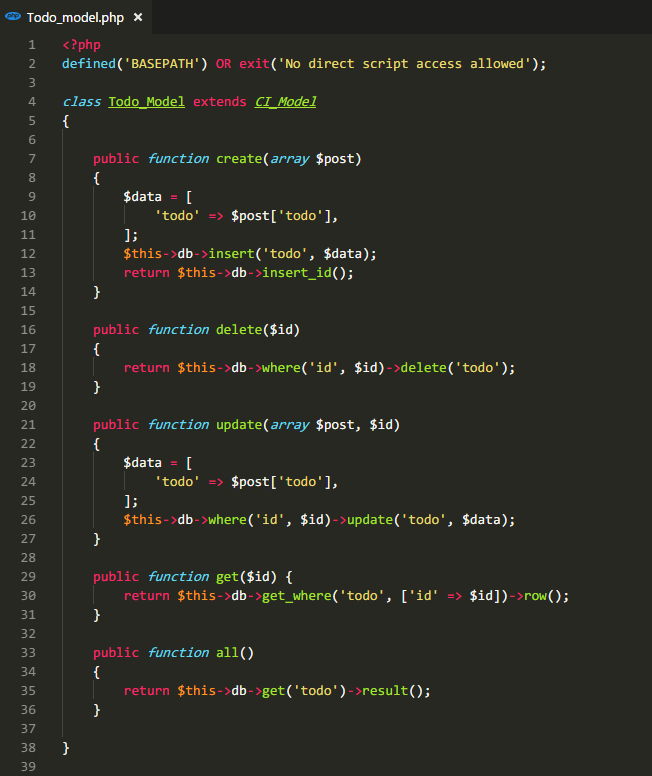 php Todo_model.php ×
1 <?php
2 defined('BASEPATH') OR exit('No direct script access allowed');
3
4 class Todo_Model extends CI_Model
5 {
6
7     public function create(array $post)
8     {
9         $data = [
10             'todo' => $post['todo'],
11         ];
12         $this->db->insert('todo', $data);
13         return $this->db->insert_id();
14     }
15
16     public function delete($id)
17     {
18         return $this->db->where('id', $id)->delete('todo');
19     }
20
21     public function update(array $post, $id)
22     {
23         $data = [
24             'todo' => $post['todo'],
25         ];
26         $this->db->where('id', $id)->update('todo', $data);
27     }
28
29     public function get($id) {
30         return $this->db->get_where('todo', ['id' => $id])->row();
31     }
32
33     public function all()
34     {
35         return $this->db->get('todo')->result();
36     }
37
38 }
39